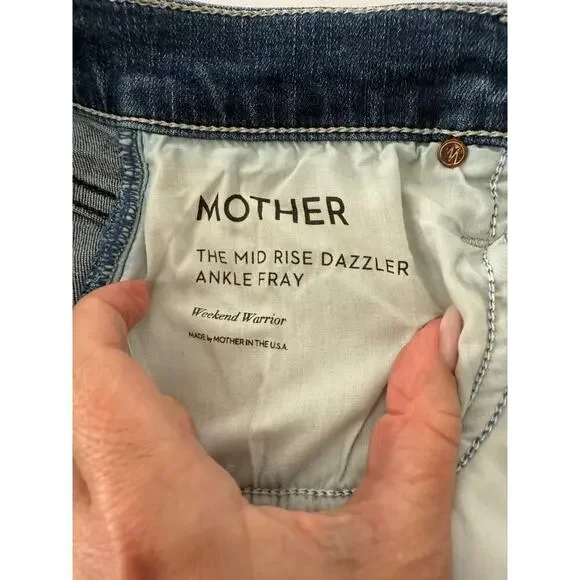 MOTHER
THE MID RISE DAZZLER
ANKLE FRAY
Weekend Warrior
MADE by MOTHER IN THE U.S.A.